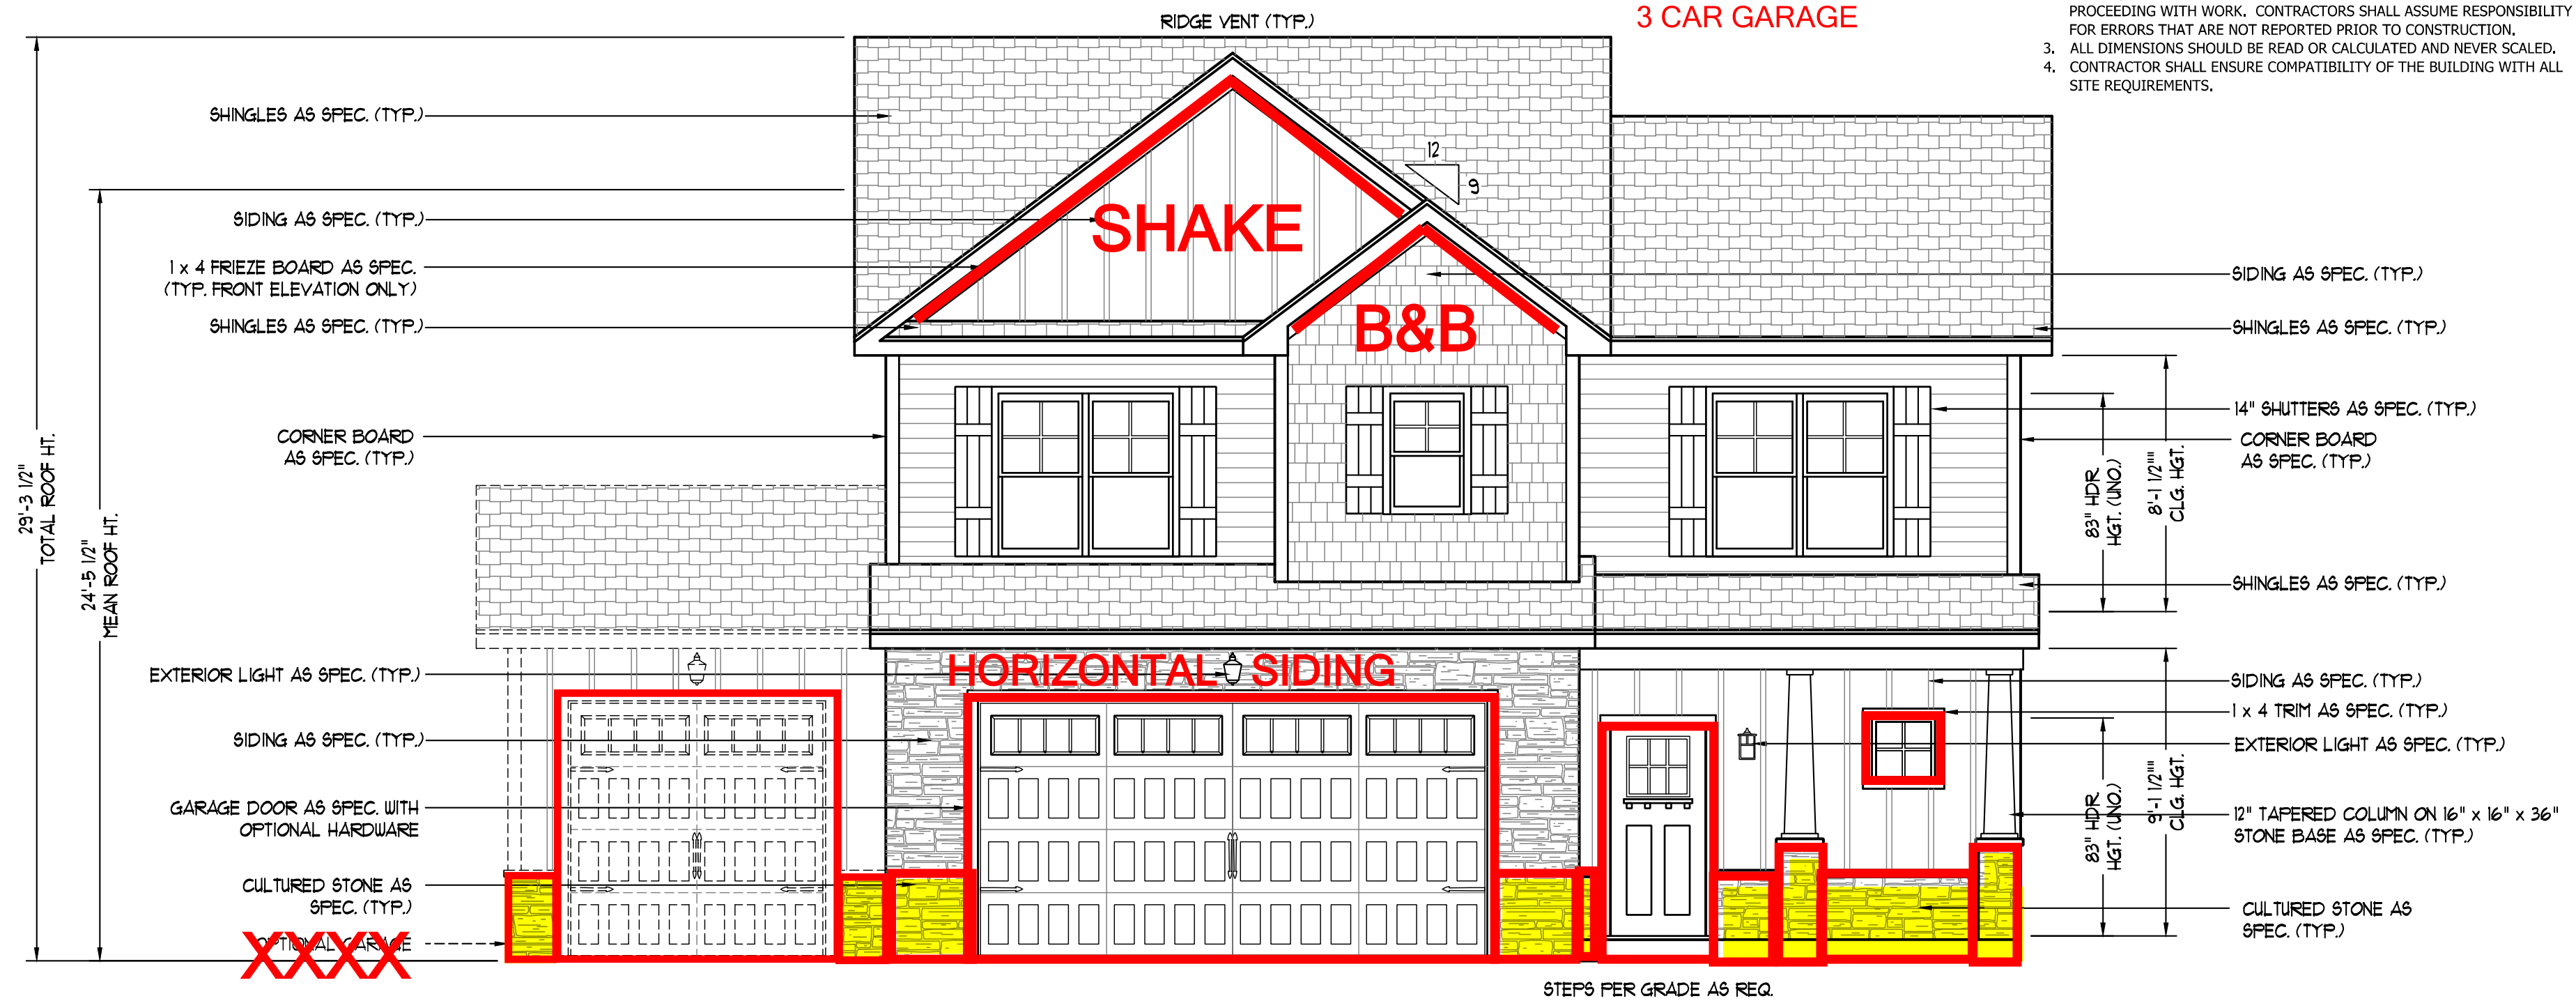 RIDGE VENT (TYP.)
3 CAR GARAGE
PROCEEDING WITH WORK. CONTRACTORS SHALL ASSUME RESPONSIBILITY
FOR ERRORS THAT ARE NOT REPORTED PRIOR TO CONSTRUCTION.
3. ALL DIMENSIONS SHOULD BE READ OR CALCULATED AND NEVER SCALED.
4. CONTRACTOR SHALL ENSURE COMPATIBILITY OF THE BUILDING WITH ALL
SITE REQUIREMENTS.
29'-3 1/2"
TOTAL ROOF HT.
24'-5 1/2"
MEAN ROOF HT.
SHINGLES AS SPEC. (TYP.)
SIDING AS SPEC. (TYP.)
1 x 4 FRIEZE BOARD AS SPEC.
(TYP. FRONT ELEVATION ONLY)
SHINGLES AS SPEC. (TYP.)
CORNER BOARD
AS SPEC. (TYP.)
EXTERIOR LIGHT AS SPEC. (TYP.)
SIDING AS SPEC. (TYP.)
GARAGE DOOR AS SPEC. WITH
OPTIONAL HARDWARE
CULTURED STONE AS
SPEC. (TYP.)
OPTIONAL GARAGE
XXXX
12
9
SHAKE
B&B
HORIZONTAL SIDING
SIDING AS SPEC. (TYP.)
SHINGLES AS SPEC. (TYP.)
14" SHUTTERS AS SPEC. (TYP.)
CORNER BOARD
AS SPEC. (TYP.)
83" HDR
HGT. (UNO.)
8'-1 1/2""
CLG. HGT.
SHINGLES AS SPEC. (TYP.)
SIDING AS SPEC. (TYP.)
1 x 4 TRIM AS SPEC. (TYP.)
EXTERIOR LIGHT AS SPEC. (TYP.)
83" HDR
HGT. (UNO.)
9'-1 1/2""
CLG. HGT.
12" TAPERED COLUMN ON 16" x 16" x 36"
STONE BASE AS SPEC. (TYP.)
CULTURED STONE AS
SPEC. (TYP.)
STEPS PER GRADE AS REQ.